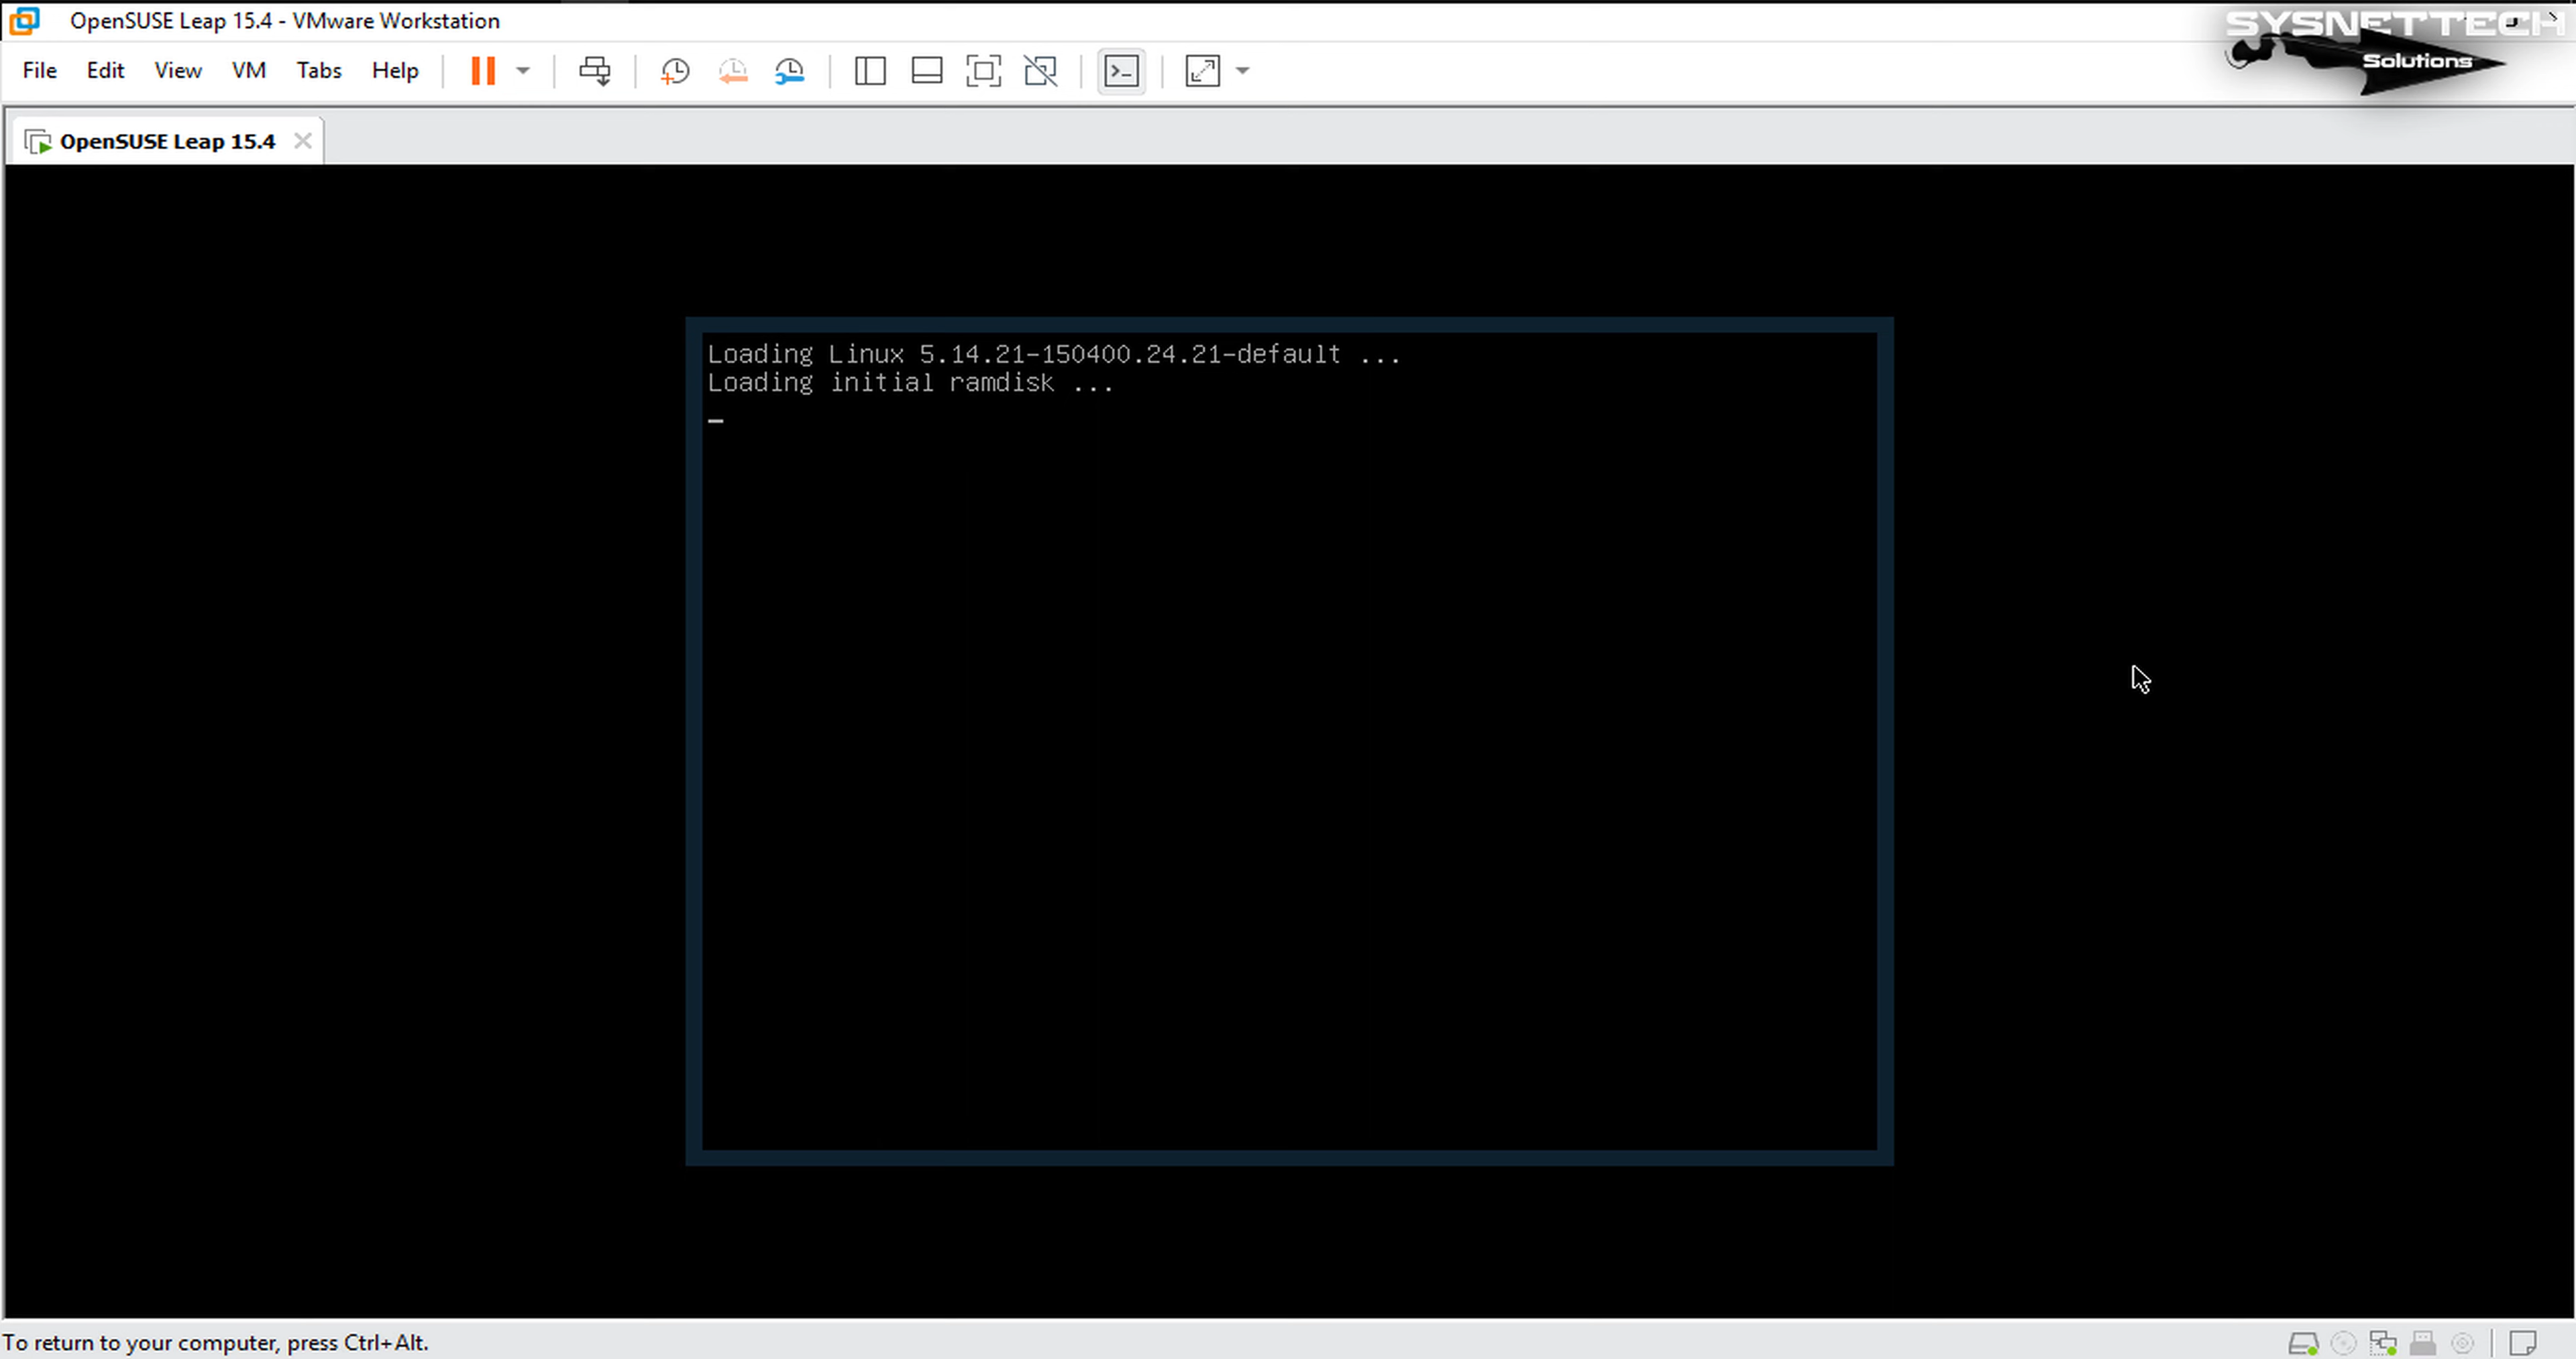 OpenSUSE Leap 15.4 - VMware Workstation
SYSNETTECH
Solutions
File Edit View VM Tabs Help
OpenSUSE Leap 15.4
Loading Linux 5.14.21-150400.24.21-default ...
Loading initial ramdisk ...
To return to your computer, press Ctrl+Alt.